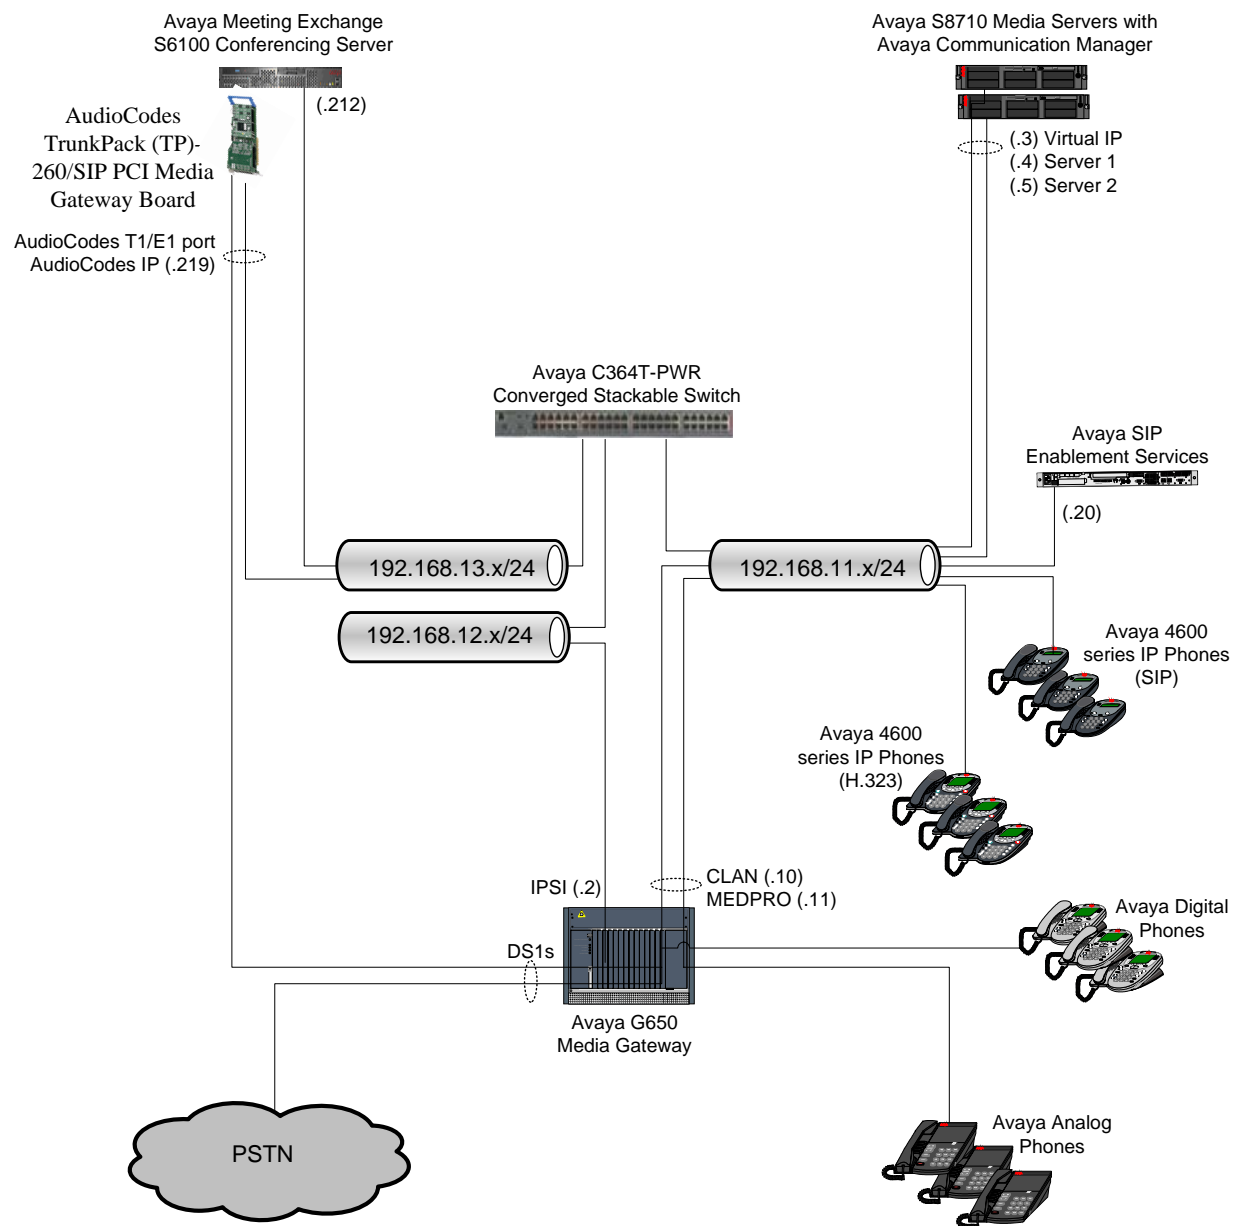 Avaya Meeting Exchange
S6100 Conferencing Server
Avaya S8710 Media Servers with
Avaya Communication Manager
(.212)
AudioCodes
TrunkPack (TP)-
260/SIP PCI Media
Gateway Board
(.3) Virtual IP
(.4) Server 1
(.5) Server 2
AudioCodes T1/E1 port
AudioCodes IP (.219)
Avaya C364T-PWR
Converged Stackable Switch
Avaya SIP
Enablement Services
(.20)
192.168.13.x/24
192.168.11.x/24
192.168.12.x/24
Avaya 4600
series IP Phones
(SIP)
Avaya 4600
series IP Phones
(H.323)
IPSI (.2)
CLAN (.10)
MEDPRO (.11)
Avaya Digital
Phones
DS1s
Avaya G650
Media Gateway
PSTN
Avaya Analog
Phones